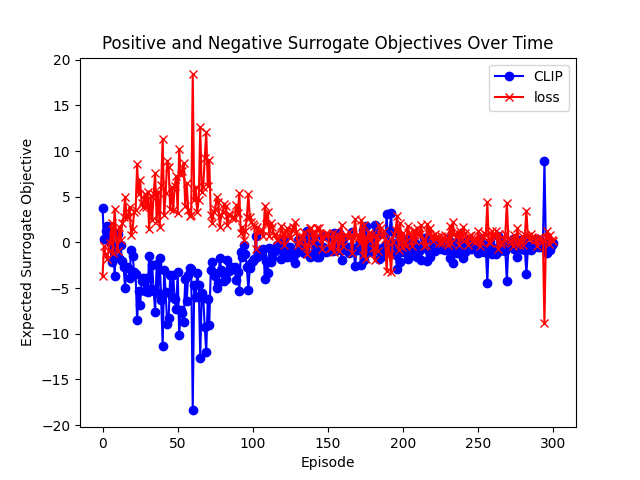 Positive and Negative Surrogate Objectives Over Time
CLIP
loss
20
15
10
5
0
−5
−10
−15
−20
Expected Surrogate Objective
0 50 100 150 200 250 300
Episode